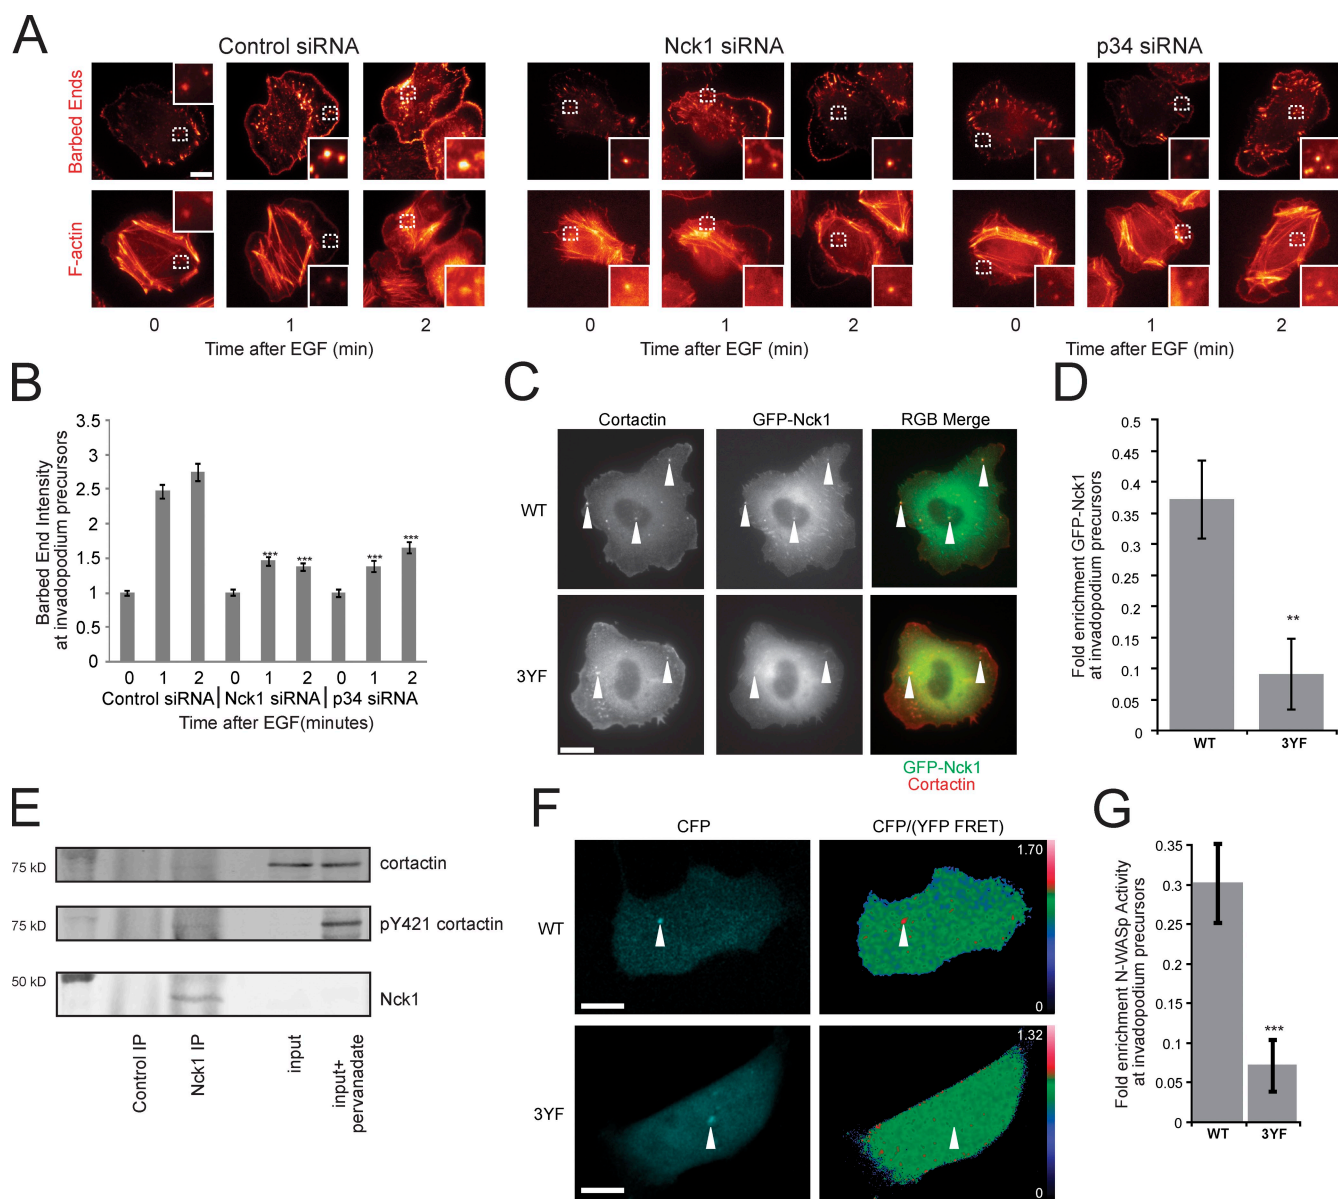 A
Control siRNA
Nck1 siRNA
p34 siRNA
Barbed Ends
F-actin
0 1 2
Time after EGF (min)
0 1 2
Time after EGF (min)
0 1 2
Time after EGF (min)
B
Barbed End Intensity
at invadopodium precursors
3.5
3
2.5
2
1.5
1
0.5
0
*** *** *** ***
0 1 2 0 1 2 0 1 2
Control siRNA | Nck1 siRNA | p34 siRNA
Time after EGF(minutes)
C
Cortactin GFP-Nck1 RGB Merge
WT
3YF
GFP-Nck1
Cortactin
D
Fold enrichment GFP-Nck1
at invadopodium precursors
0.5
0.45
0.4
0.35
0.3
0.25
0.2
0.15
0.1
0.05
0
**
WT 3YF
E
75 kD cortactin
75 kD pY421 cortactin
50 kD Nck1
Control IP
Nck1 IP
input
input+
pervanadate
F
CFP CFP/(YFP FRET)
WT
1.70
0
3YF
1.32
0
G
Fold enrichment N-WASp Activity
at invadopodium precursors
0.35
0.3
0.25
0.2
0.15
0.1
0.05
0
***
WT 3YF